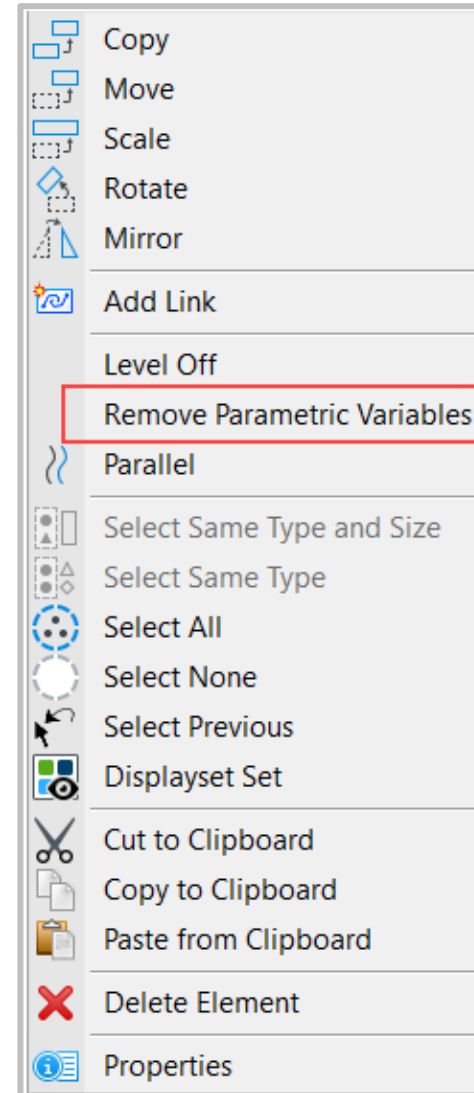 Copy
Move
Scale
Rotate
Mirror
Add Link
Level Off
Remove Parametric Variables
Parallel
Select Same Type and Size
Select Same Type
Select All
Select None
Select Previous
Displayset Set
Cut to Clipboard
Copy to Clipboard
Paste from Clipboard
Delete Element
Properties